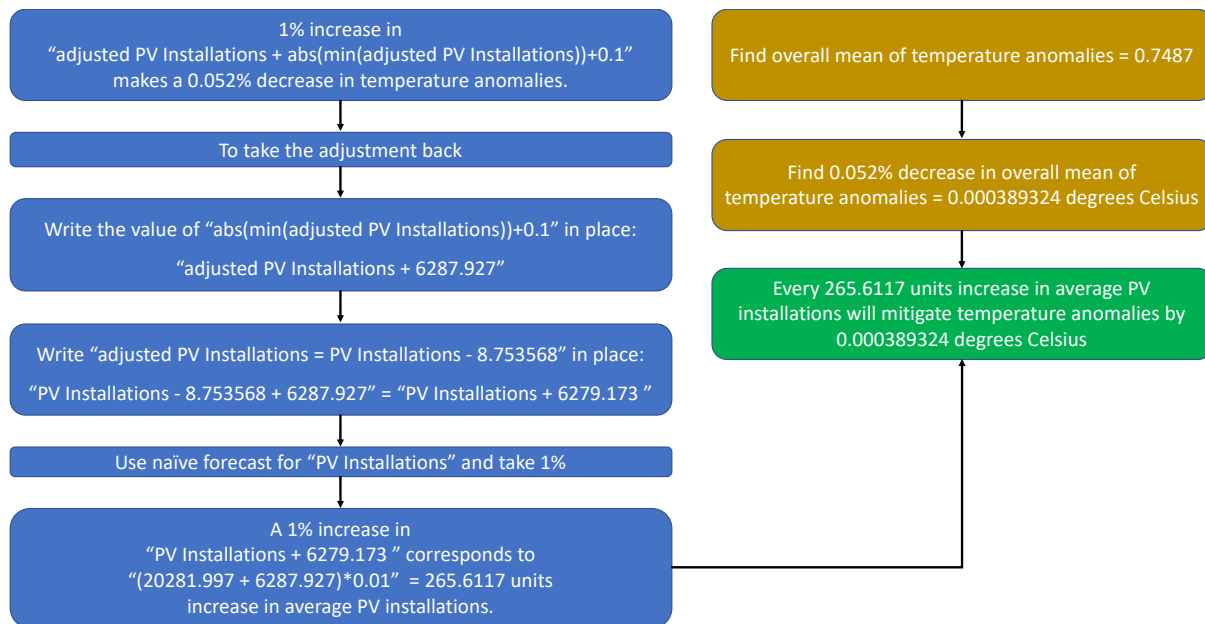 1% increase in
“adjusted PV Installations + abs(min(adjusted PV Installations))+0.1”
makes a 0.052% decrease in temperature anomalies.
To take the adjustment back
Write the value of “abs(min(adjusted PV Installations))+0.1” in place:
“adjusted PV Installations + 6287.927”
Write “adjusted PV Installations = PV Installations - 8.753568” in place:
“PV Installations - 8.753568 + 6287.927” = “PV Installations + 6279.173 ”
Use naïve forecast for “PV Installations” and take 1%
A 1% increase in
“PV Installations + 6279.173 ” corresponds to
“(20281.997 + 6287.927)*0.01”  = 265.6117 units
increase in average PV installations.
Find overall mean of temperature anomalies = 0.7487
Find 0.052% decrease in overall mean of
temperature anomalies = 0.000389324 degrees Celsius
Every 265.6117 units increase in average PV
installations will mitigate temperature anomalies by
0.000389324 degrees Celsius